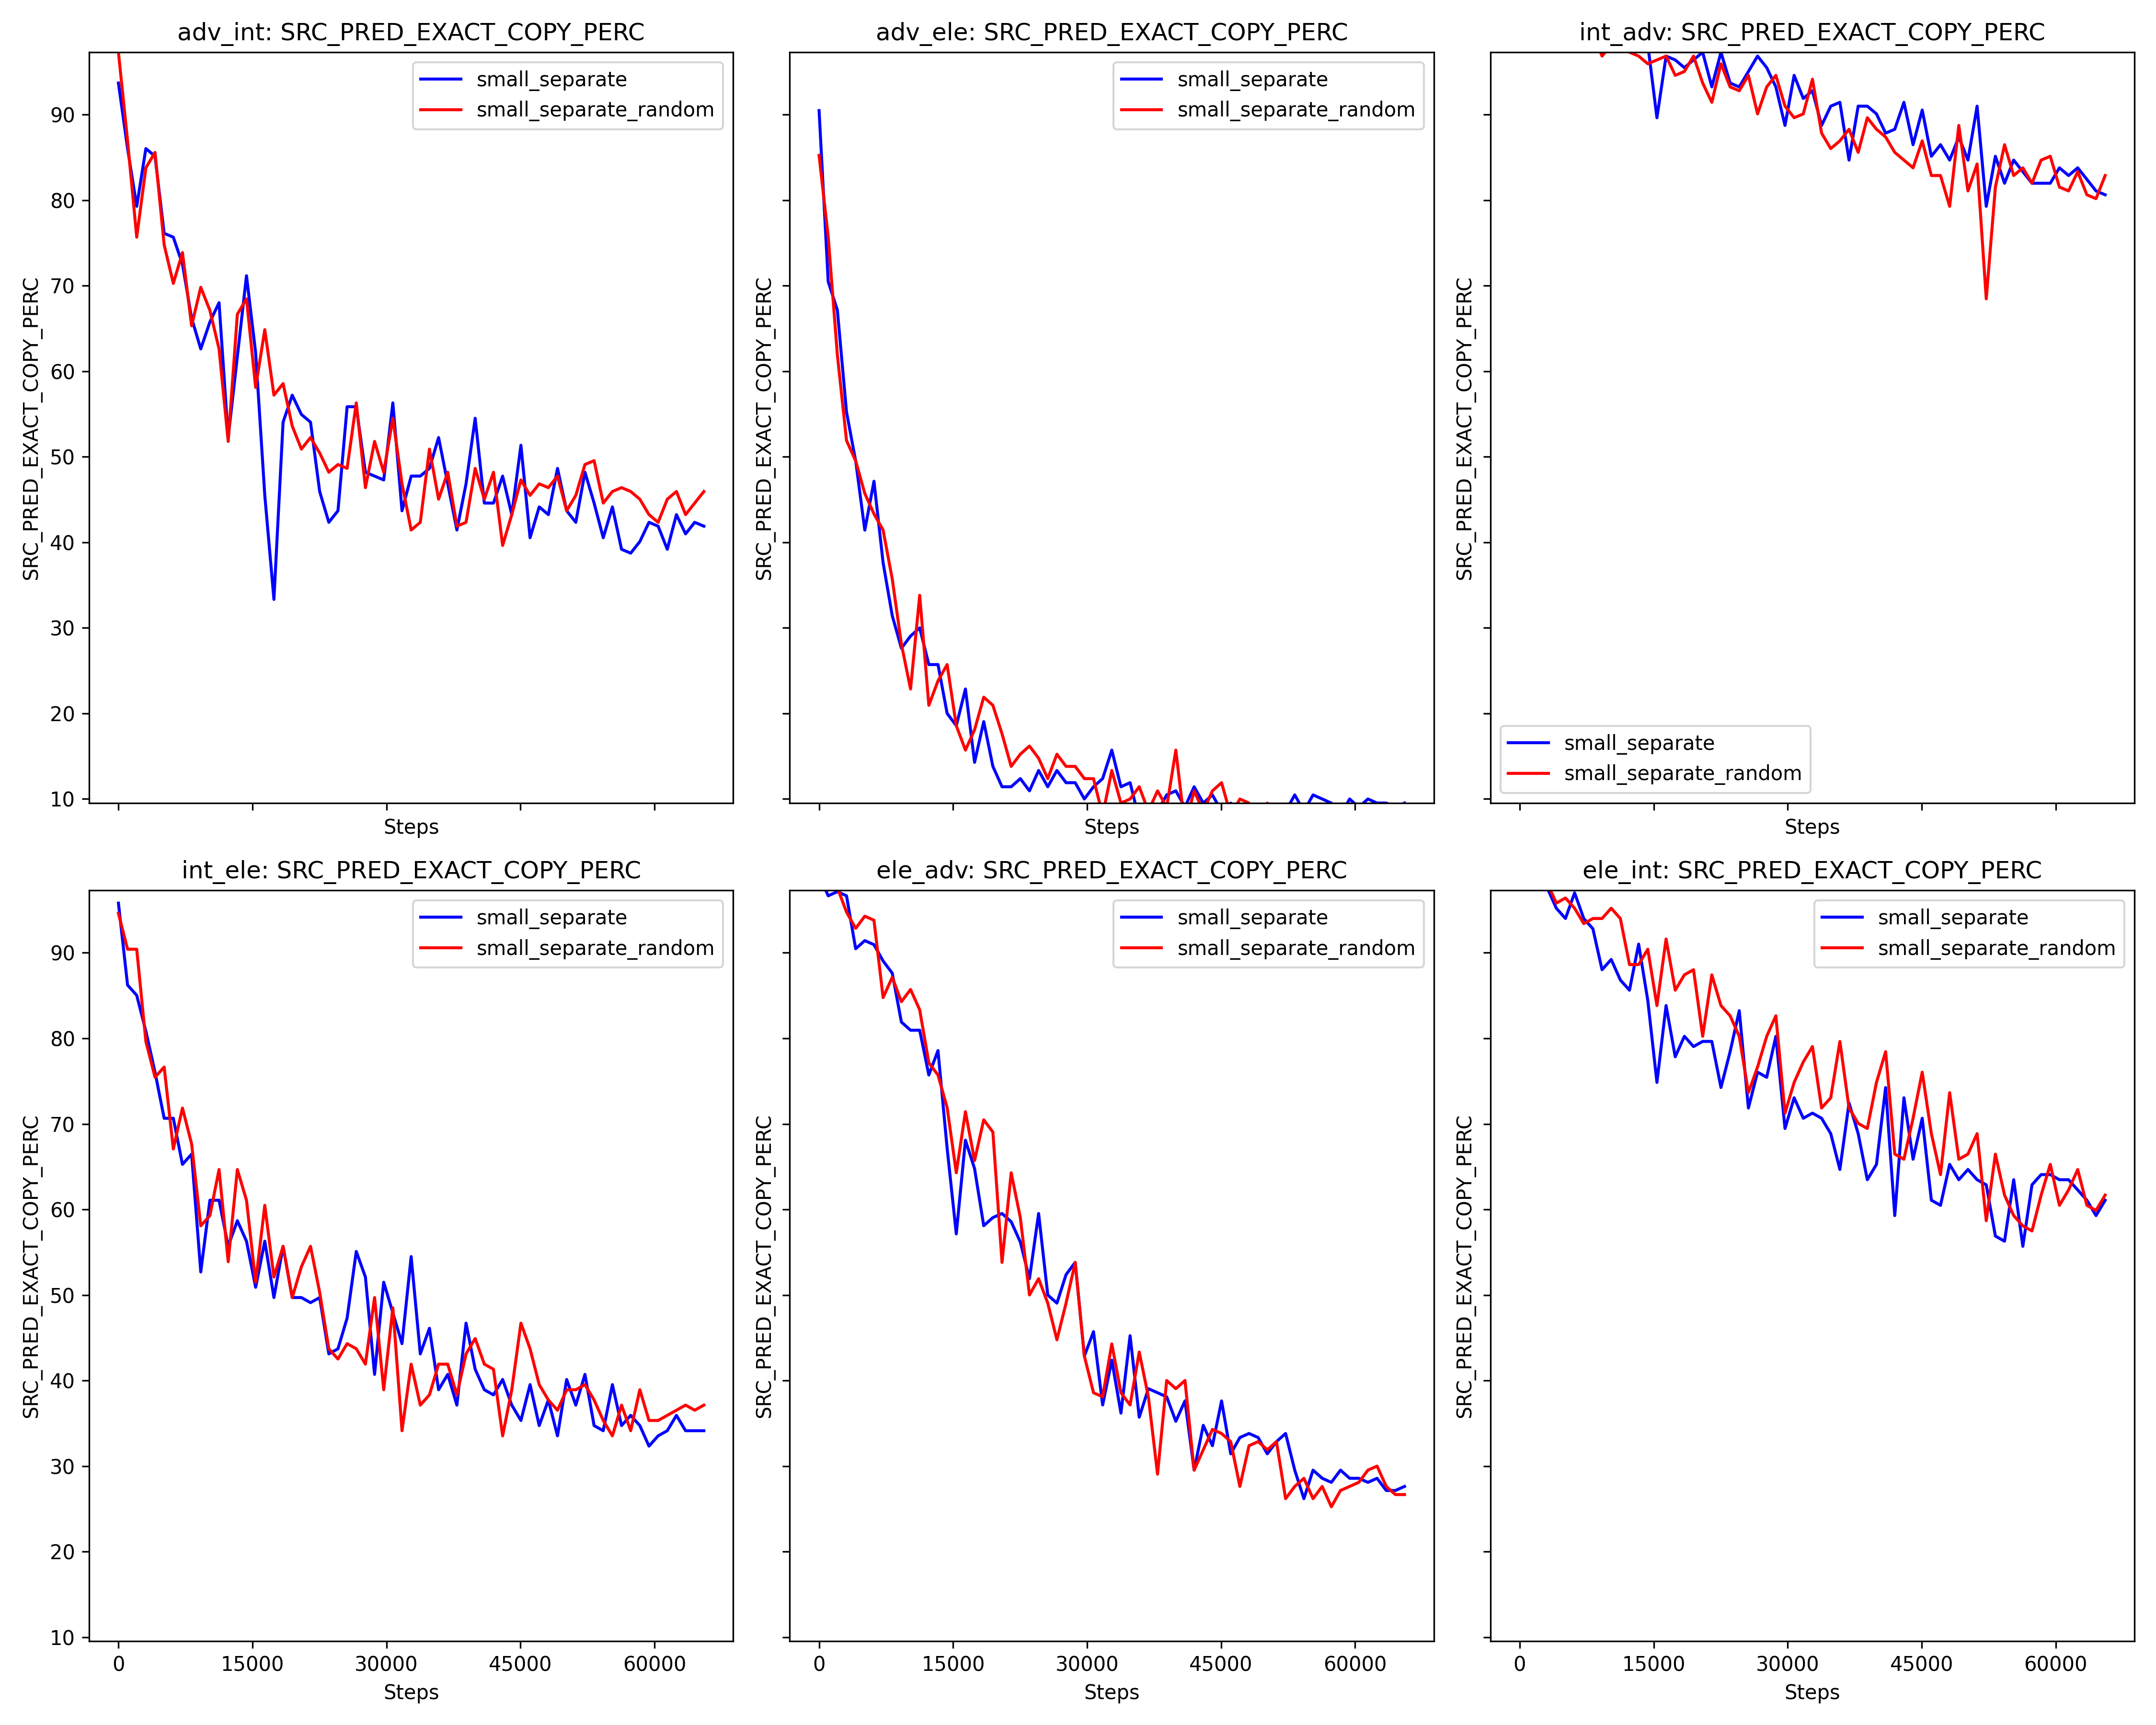 adv_int: SRC_PRED_EXACT_COPY_PERC
adv_ele: SRC_PRED_EXACT_COPY_PERC
int_adv: SRC_PRED_EXACT_COPY_PERC
SRC_PRED_EXACT_COPY_PERC
90
80
70
60
50
40
30
20
10
small_separate
small_separate_random
Steps
SRC_PRED_EXACT_COPY_PERC
small_separate
small_separate_random
Steps
SRC_PRED_EXACT_COPY_PERC
small_separate
small_separate_random
Steps
int_ele: SRC_PRED_EXACT_COPY_PERC
ele_adv: SRC_PRED_EXACT_COPY_PERC
ele_int: SRC_PRED_EXACT_COPY_PERC
SRC_PRED_EXACT_COPY_PERC
90
80
70
60
50
40
30
20
10
small_separate
small_separate_random
0 15000 30000 45000 60000
Steps
SRC_PRED_EXACT_COPY_PERC
small_separate
small_separate_random
0 15000 30000 45000 60000
Steps
SRC_PRED_EXACT_COPY_PERC
small_separate
small_separate_random
0 15000 30000 45000 60000
Steps